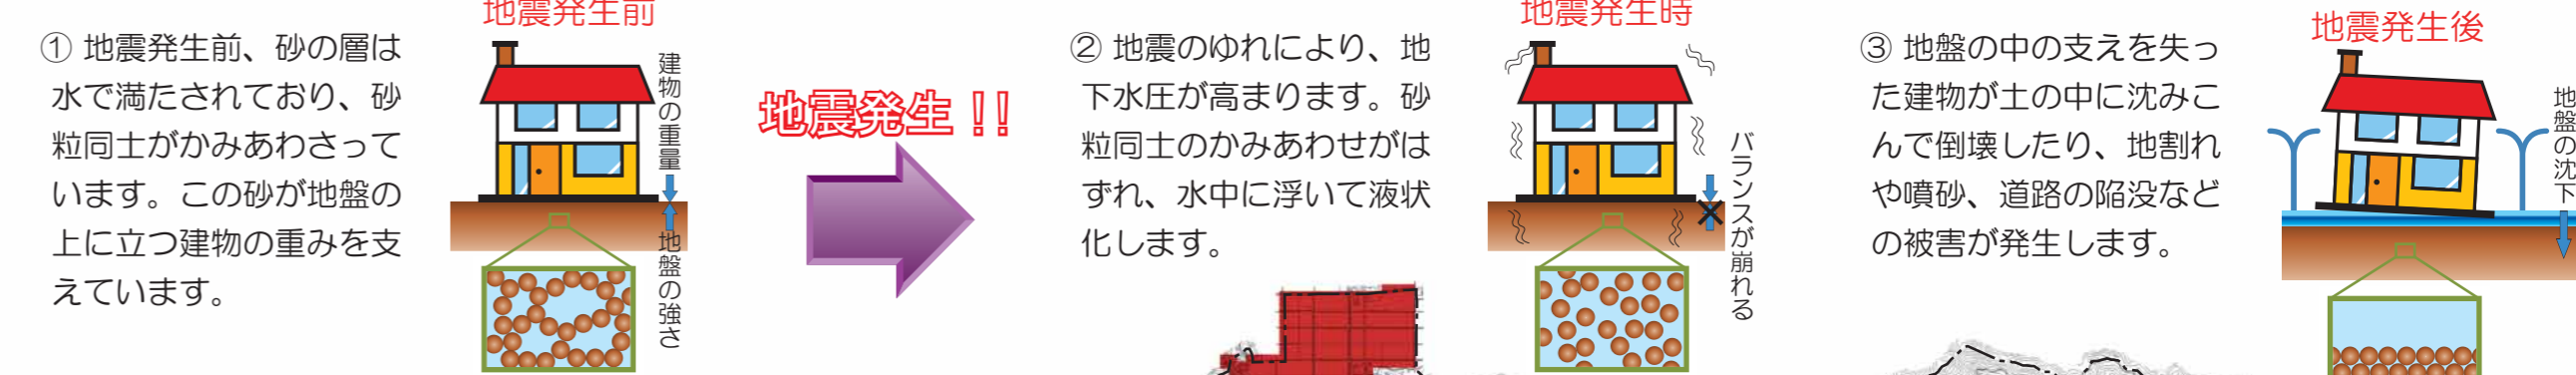 地震発生前
① 地震発生前、砂の層は
水で満たされており、砂
粒同士がかみあわさって
います。この砂が地盤の
上に立つ建物の重みを支
えています。
建物の重量
地盤の強さ
地震発生!!
地震発生時
② 地震のゆれにより、地
下水圧が高まります。砂
粒同士のかみあわせがは
ずれ、水中に浮いて液状
化します。
バランスが崩れる
地震発生後
③ 地盤の中の支えを失っ
た建物が土の中に沈みこ
んで倒壊したり、地割れ
や噴砂、道路の陥没など
の被害が発生します。
地盤の沈下